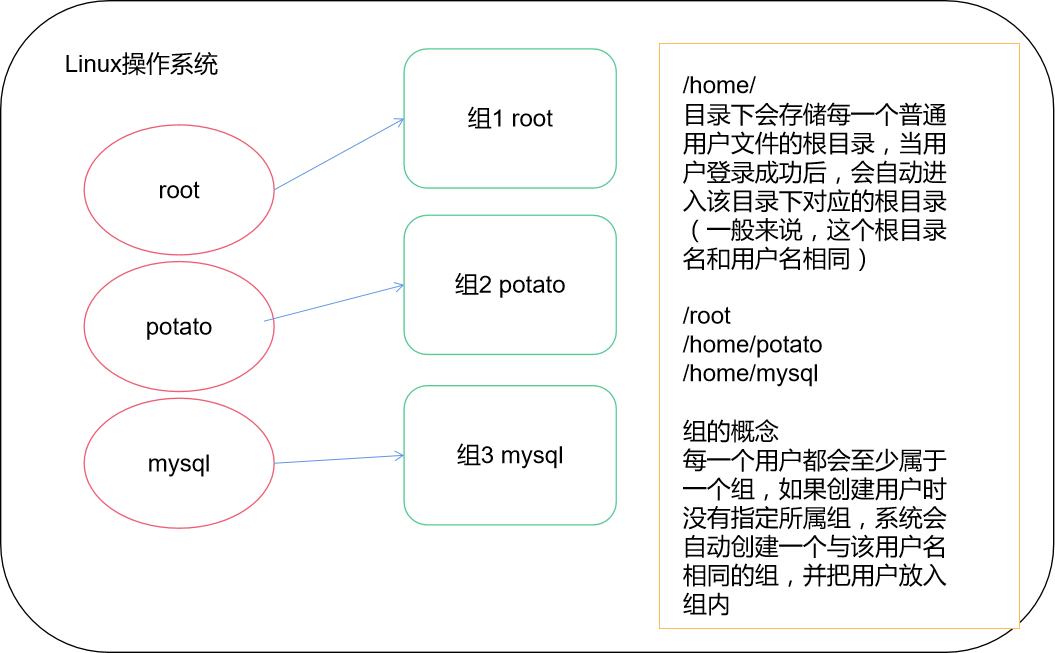 Linux操作系统
root
potato
mysql
组1 root
组2 potato
组3 mysql
/home/
目录下会存储每一个普通
用户文件的根目录，当用
户登录成功后，会自动进
入该目录下对应的根目录
（一般来说，这个根目录
名和用户名相同）
/root
/home/potato
/home/mysql
组的概念
每一个用户都会至少属于
一个组，如果创建用户时
没有指定所属组，系统会
自动创建一个与该用户名
相同的组，并把用户放入
组内